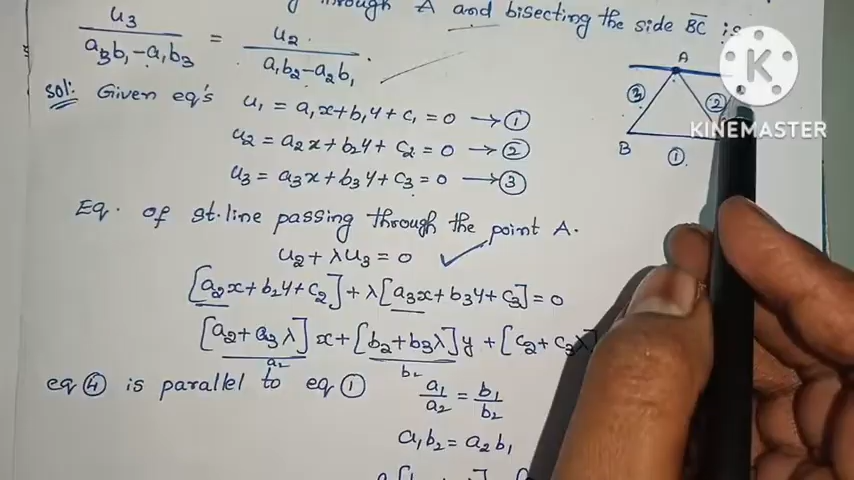 through A and bisecting the side BC is
u₃ / a₃b₁-a₁b₃ = u₂ / a₁b₂-a₂b₁.
Sol: Given eq's u₁ = a₁x+b₁y+c₁=0 → ①
u₂ = a₂x+b₂y+c₂=0 → ②
u₃ = a₃x+b₃y+c₃=0 → ③
A
③ ②
B
①
K
KINEMASTER
Eq. of st.line passing through the point A.
u₂+λu₃=0 ✓
[a₂x+b₂y+c₂]+λ[a₃x+b₃y+c₃]=0
[a₂+a₃λ]x+[b₂+b₃λ]y+[c₂+c₃λ]
a₂ b₂
eq ④ is parallel to eq ① a₁/a₂ = b₁/b₂
a₁b₂=a₂b₁